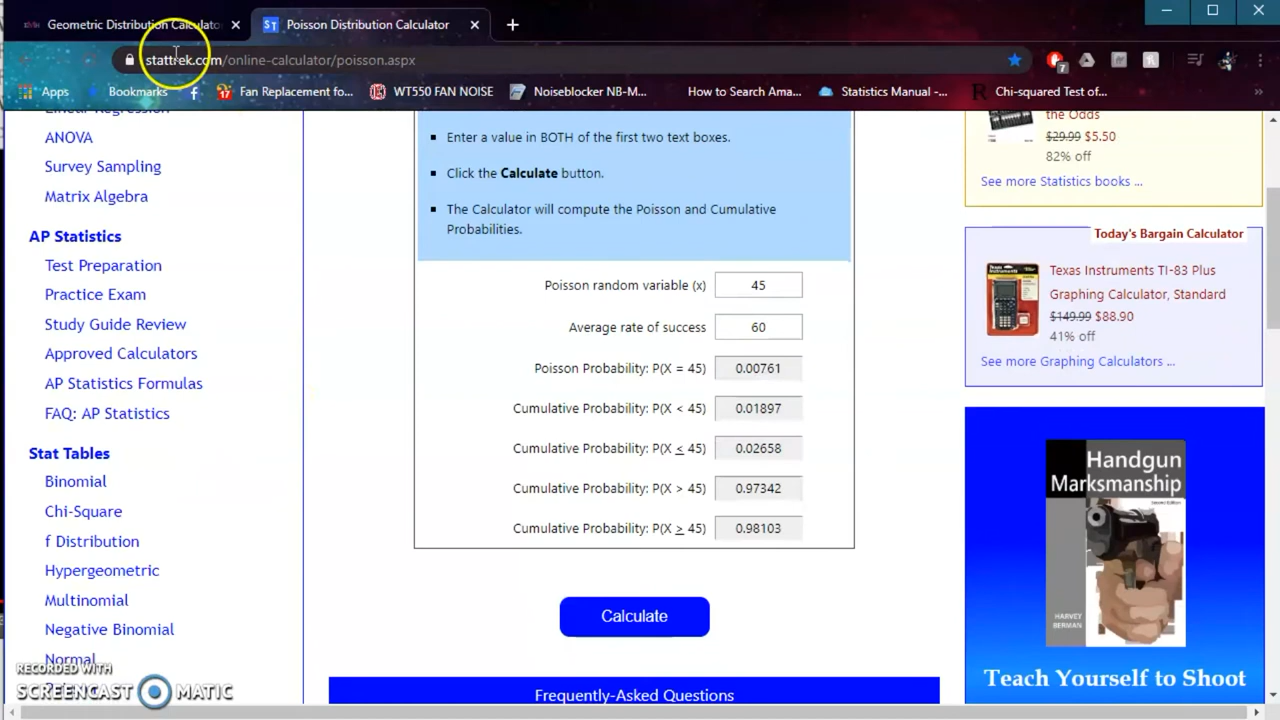 Geometric Distribution Calculato
Poisson Distribution Calculator
stattrek.com/online-calculator/poisson.aspx
7
Apps
Bookmarks
17 Fan Replacement fo...
WT550 FAN NOISE
Noiseblocker NB-M...
How to Search Ama...
Statistics Manual -...
R Chi-squared Test of...
»
ANOVA
Survey Sampling
Matrix Algebra
AP Statistics
Test Preparation
Practice Exam
Study Guide Review
Approved Calculators
AP Statistics Formulas
FAQ: AP Statistics
Stat Tables
Binomial
Chi-Square
f Distribution
Hypergeometric
Multinomial
Negative Binomial
Normal
RECORDED WITH
SCREENCAST MATIC
Enter a value in BOTH of the first two text boxes.
Click the Calculate button.
The Calculator will compute the Poisson and Cumulative
Probabilities.
Poisson random variable (x) 45
Average rate of success 60
Poisson Probability: P(X = 45) 0.00761
Cumulative Probability: P(X < 45) 0.01897
Cumulative Probability: P(X ≤ 45) 0.02658
Cumulative Probability: P(X > 45) 0.97342
Cumulative Probability: P(X ≥ 45) 0.98103
Calculate
Frequently-Asked Questions
the Odds
$29.99 $5.50
82% off
See more Statistics books ...
Today's Bargain Calculator
Texas Instruments TI-83 Plus
Graphing Calculator, Standard
$149.99 $88.90
41% off
See more Graphing Calculators ...
Handgun
Marksmanship
HARVEY
BERMAN
Teach Yourself to Shoot